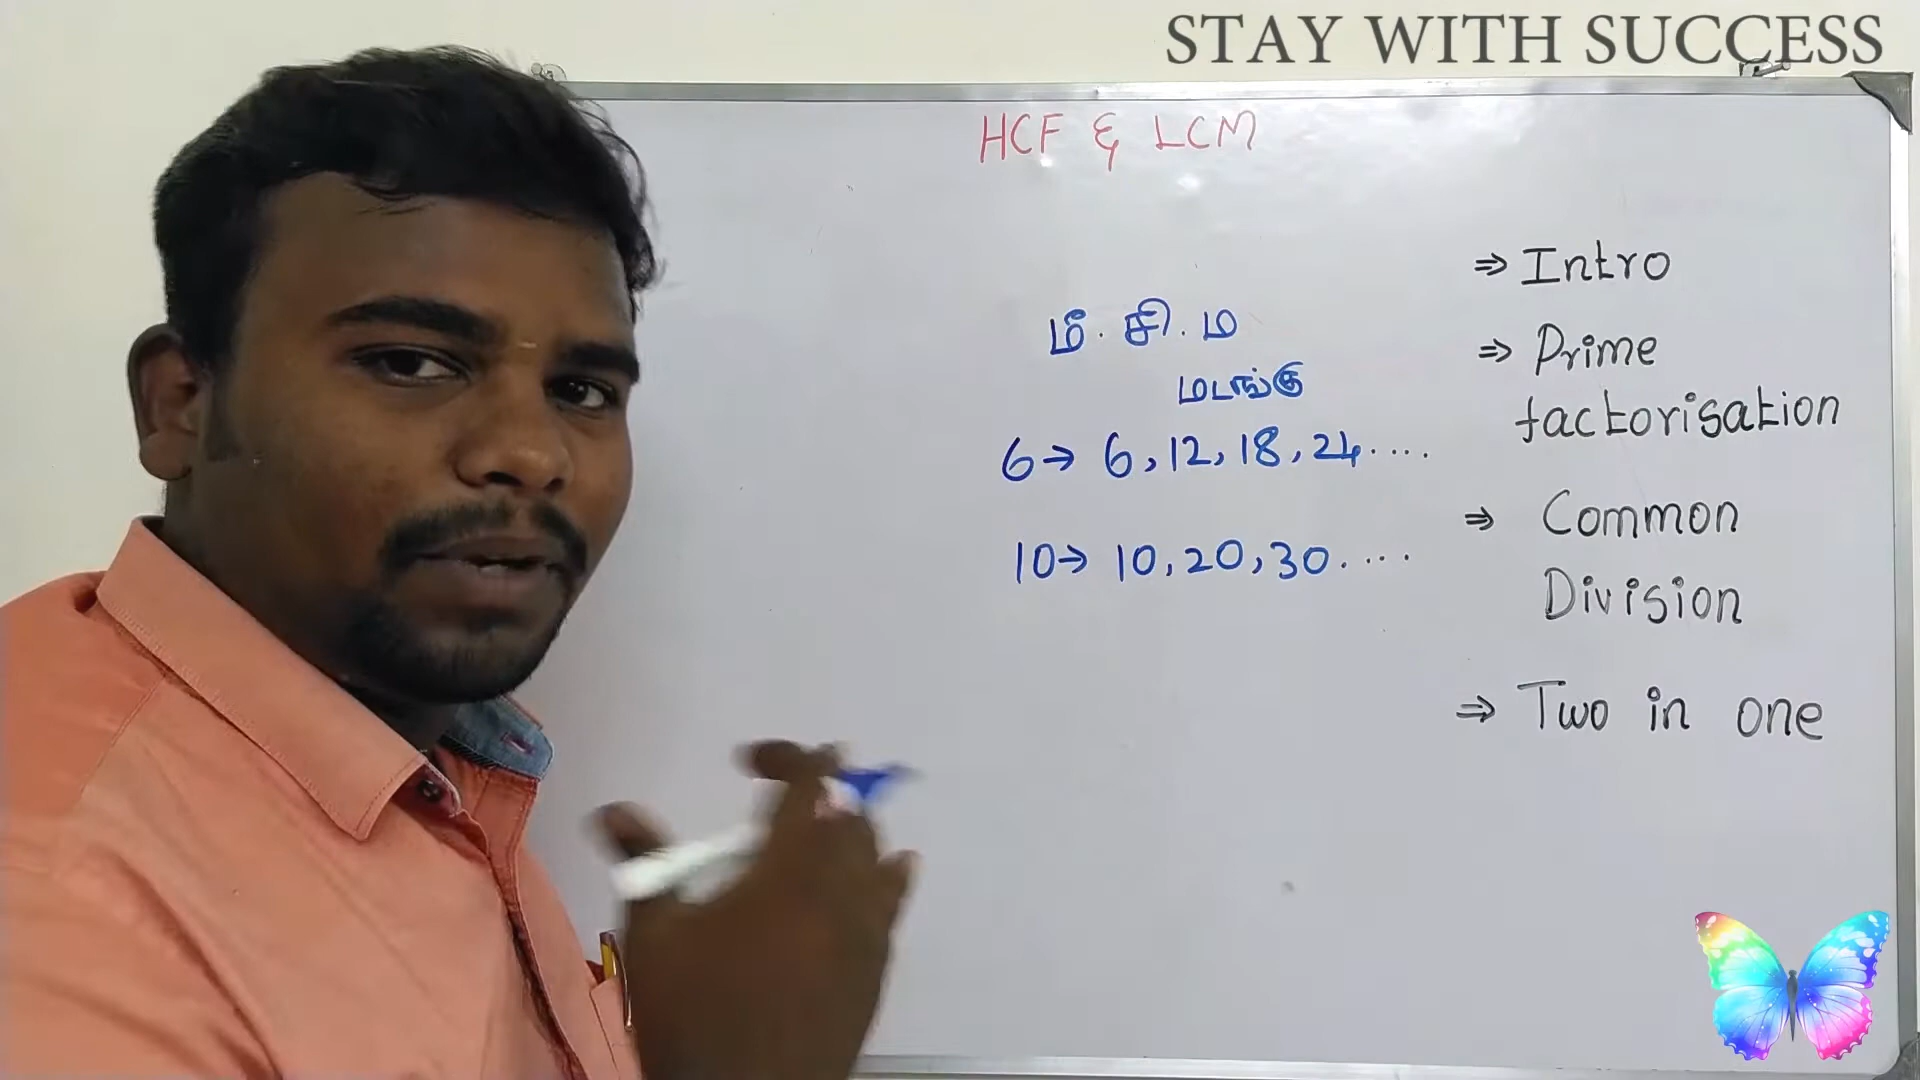 STAY WITH SUCCESS
HCF & LCM
மீ. சி. ம
மடங்கு
6→ 6, 12, 18, 24....
10→ 10, 20, 30....
⇒ Intro
⇒ Prime
factorisation
⇒ Common
Division
⇒ Two in one